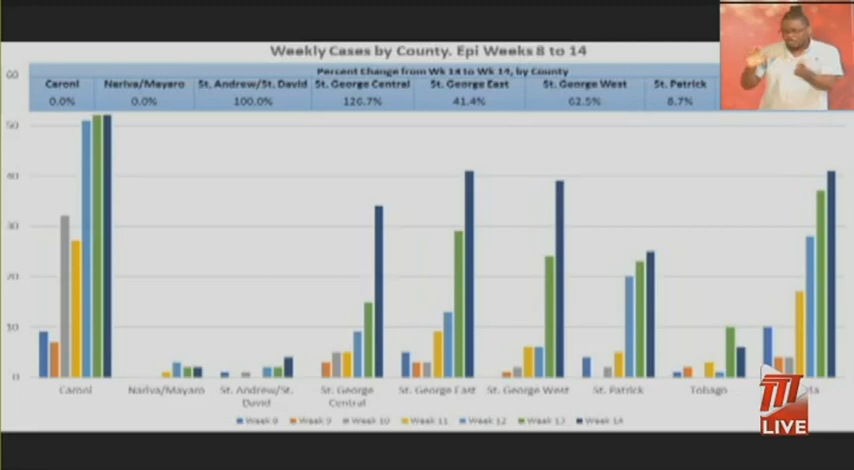 Weekly Cases by County. Epi Weeks 8 to 14
60
Percent Change from Wk 13 to Wk 14, by County
Caroni Nariva/Mayaro St. Andrew/St. David St. George Central St. George East St. George West St. Patrick
0.0% 0.0% 100.0% 126.7% 41.4% 62.5% 8.7%
50
40
30
20
10
0
Caroni Nariva/Mayaro St. Andrew/St. David St. George Central St. George East St. George West St. Patrick Tobago
Week 8 Week 9 Week 10 Week 11 Week 12 Week 13 Week 14
LIVE